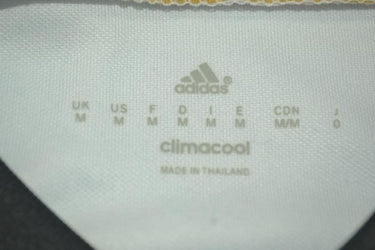 adidas®
UK US F D I E CDN J
M M M M M M M/M O
climacool
MADE IN THAILAND